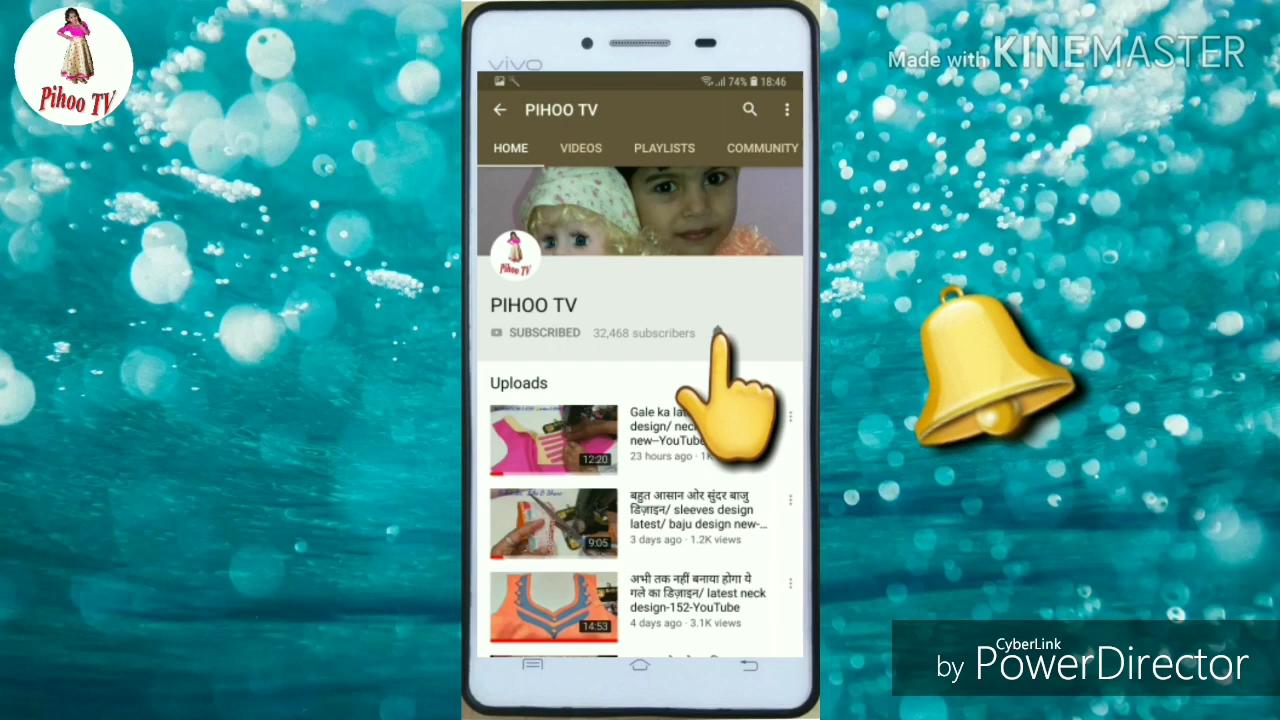 Pihoo TV
Made with KINEMASTER
vivo
74% 18:46
PIHOO TV
HOME VIDEOS PLAYLISTS COMMUNITY
Pihoo TV
PIHOO TV
SUBSCRIBED 32,468 subscribers
Uploads
Gale ka
design/
new--YouTube
23 hours ago ·
12:20
बहुत आसान ओर सुंदर बाजु
डिज़ाइन/ sleeves design
latest/ baju design new-...
3 days ago · 1.2K views
9:05
अभी तक नहीं बनाया होगा ये
गले का डिज़ाइन/ latest neck
design-152-YouTube
4 days ago · 3.1K views
14:53
CyberLink
by PowerDirector